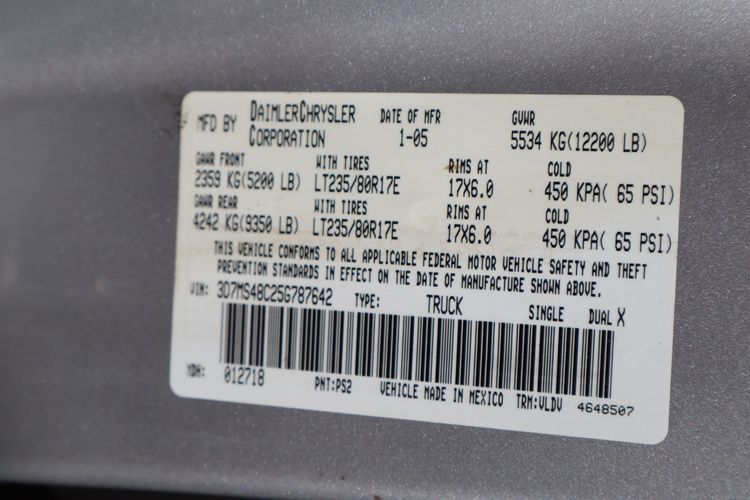 MFD BY DAIMLERCHRYSLER CORPORATION DATE OF MFR 1-05 GVWR 5534 KG(12200 LB)
GAWR FRONT WITH TIRES RIMS AT COLD
2359 KG(5200 LB) LT235/80R17E 17X6.0 450 KPA( 65 PSI)
GAWR REAR WITH TIRES RIMS AT COLD
4242 KG(9350 LB) LT235/80R17E 17X6.0 450 KPA( 65 PSI)
THIS VEHICLE CONFORMS TO ALL APPLICABLE FEDERAL MOTOR VEHICLE SAFETY AND THEFT
PREVENTION STANDARDS IN EFFECT ON THE DATE OF MANUFACTURE SHOWN ABOVE.
VIN: 3D7MS48C25G787642 TYPE: TRUCK SINGLE DUAL X
MDH: 012718 PNT:PS2 VEHICLE MADE IN MEXICO TRM:VLDV 4648507